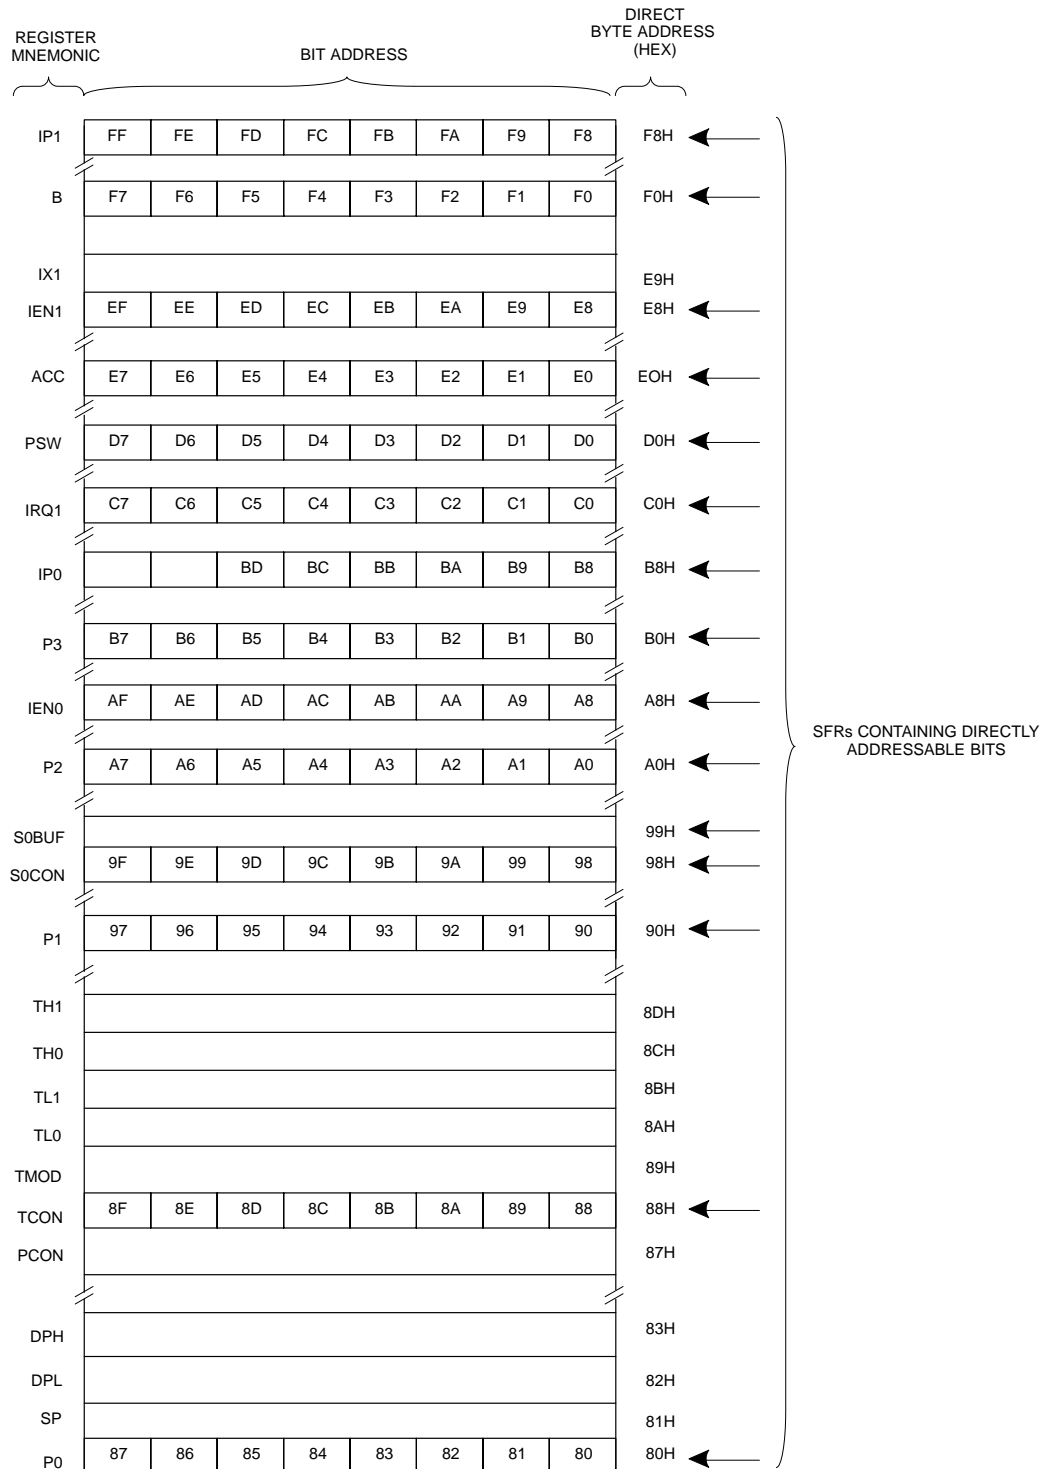 REGISTER
MNEMONIC
BIT ADDRESS
DIRECT
BYTE ADDRESS
(HEX)
IP1 FF FE FD FC FB FA F9 F8 F8H
B F7 F6 F5 F4 F3 F2 F1 F0 F0H
IX1 E9H
IEN1 EF EE ED EC EB EA E9 E8 E8H
ACC E7 E6 E5 E4 E3 E2 E1 E0 EOH
PSW D7 D6 D5 D4 D3 D2 D1 D0 D0H
IRQ1 C7 C6 C5 C4 C3 C2 C1 C0 C0H
IP0 BD BC BB BA B9 B8 B8H
P3 B7 B6 B5 B4 B3 B2 B1 B0 B0H
IEN0 AF AE AD AC AB AA A9 A8 A8H
P2 A7 A6 A5 A4 A3 A2 A1 A0 A0H
SFRs CONTAINING DIRECTLY
ADDRESSABLE BITS
S0BUF 99H
S0CON 9F 9E 9D 9C 9B 9A 99 98 98H
P1 97 96 95 94 93 92 91 90 90H
TH1 8DH
TH0 8CH
TL1 8BH
TL0 8AH
TMOD 89H
TCON 8F 8E 8D 8C 8B 8A 89 88 88H
PCON 87H
DPH 83H
DPL 82H
SP 81H
P0 87 86 85 84 83 82 81 80 80H